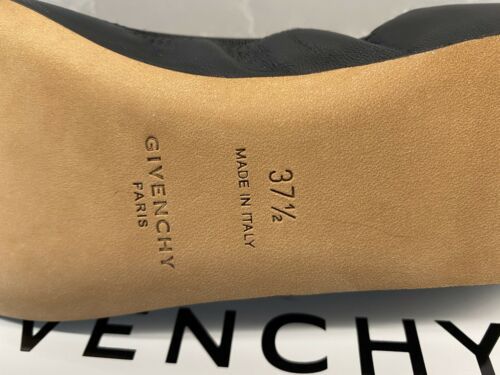 GIVENCHY
PARIS
MADE IN ITALY
37½
VENCHY